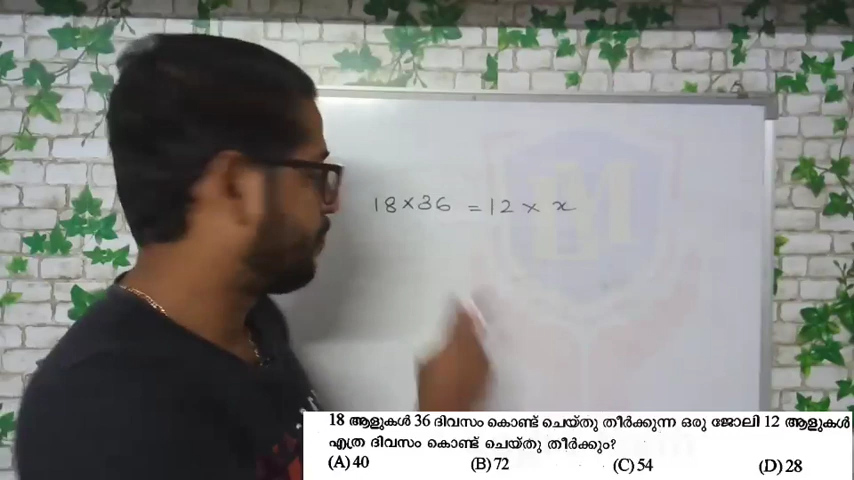 18×36 = 12 × x
18 ആളുകൾ 36 ദിവസം കൊണ്ട് ചെയ്തു തീർക്കുന്ന ഒരു ജോലി 12 ആളുകൾ
എത്ര ദിവസം കൊണ്ട് ചെയ്തു തീർക്കും?
(A) 40 (B) 72 (C) 54 (D) 28